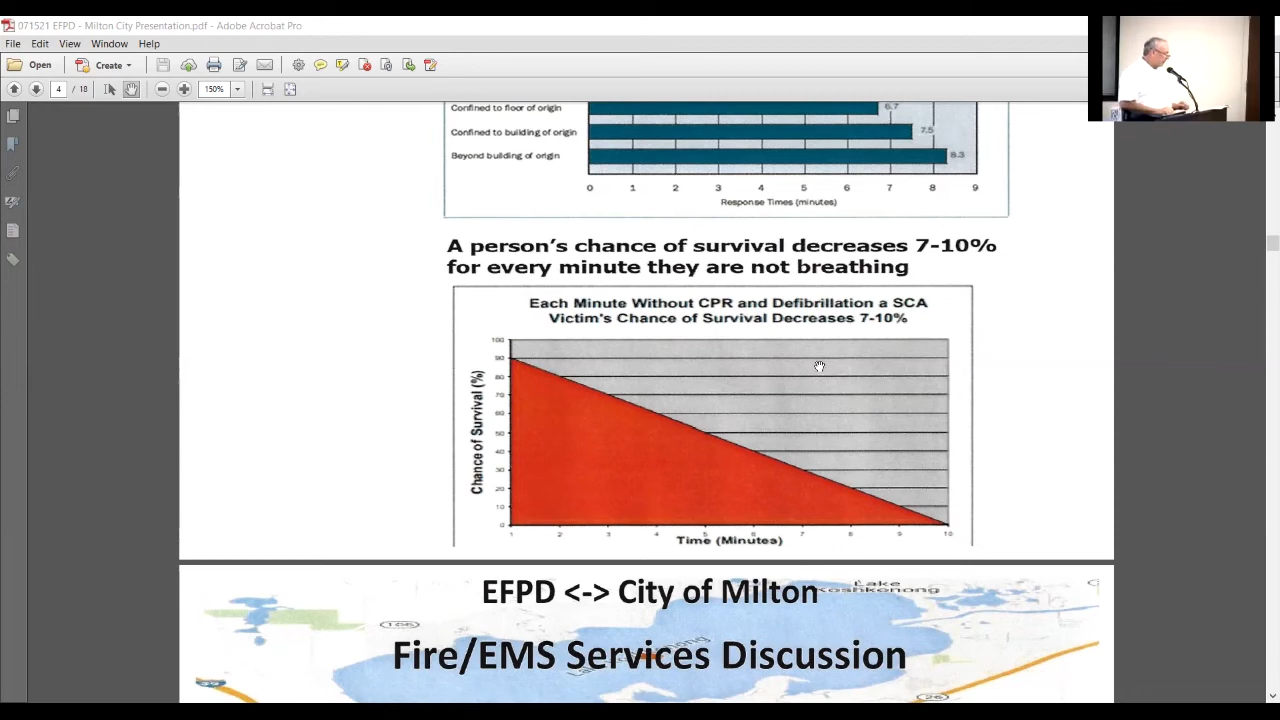 071521 EFPD - Milton City Presentation.pdf - Adobe Acrobat Pro
File Edit View Window Help
Open Create
4 / 18 150%
Confined to floor of origin 6.7
Confined to building of origin 7.5
Beyond building of origin 8.3
0 1 2 3 4 5 6 7 8 9
Response Times (minutes)
A person's chance of survival decreases 7-10%
for every minute they are not breathing
Each Minute Without CPR and Defibrillation a SCA
Victim's Chance of Survival Decreases 7-10%
Chance of Survival (%)
100
90
80
70
60
50
40
30
20
10
0
1 2 3 4 5 6 7 8 9 10
Time (Minutes)
EFPD <-> City of Milton
Lake
Koshkonong
Fire/EMS Services Discussion
39
26